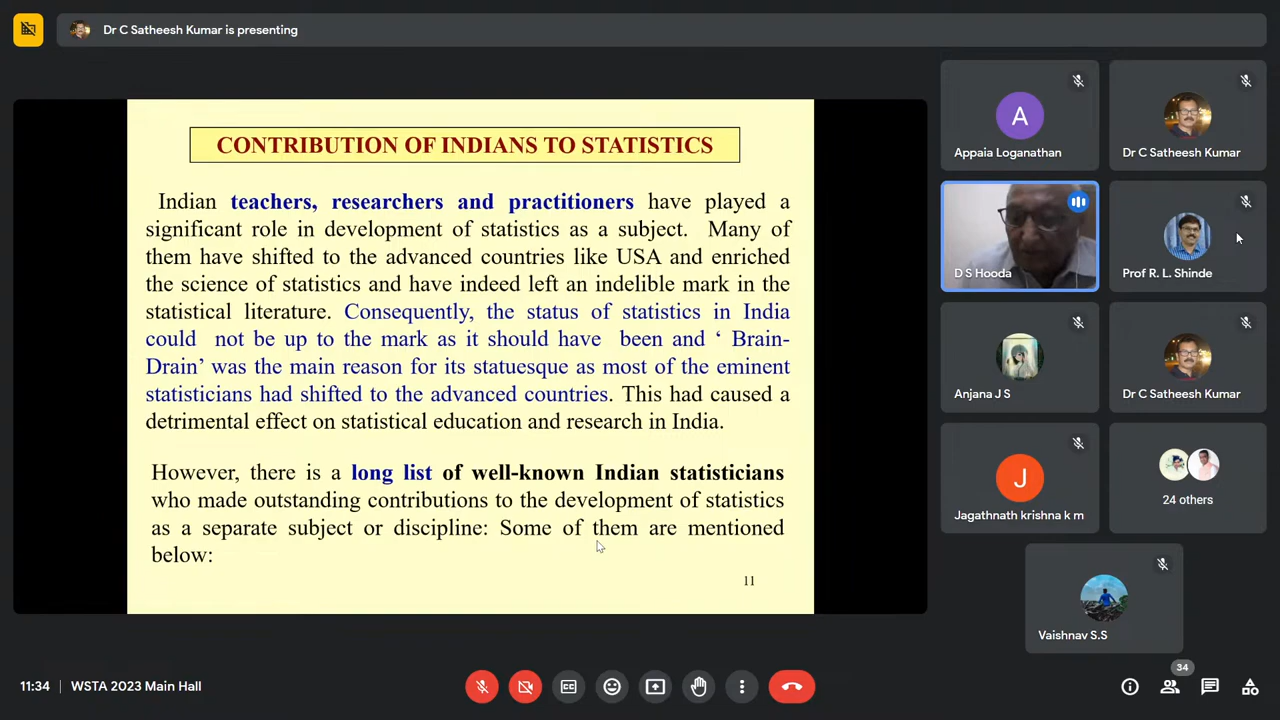 Dr C Satheesh Kumar is presenting
CONTRIBUTION OF INDIANS TO STATISTICS
Indian teachers, researchers and practitioners have played a
significant role in development of statistics as a subject. Many of
them have shifted to the advanced countries like USA and enriched
the science of statistics and have indeed left an indelible mark in the
statistical literature. Consequently, the status of statistics in India
could not be up to the mark as it should have been and ‘ Brain-
Drain’ was the main reason for its statuesque as most of the eminent
statisticians had shifted to the advanced countries. This had caused a
detrimental effect on statistical education and research in India.
However, there is a long list of well-known Indian statisticians
who made outstanding contributions to the development of statistics
as a separate subject or discipline: Some of them are mentioned
below:
11
A
Appaia Loganathan
Dr C Satheesh Kumar
D S Hooda
Prof R. L. Shinde
Anjana J S
Dr C Satheesh Kumar
J
Jagathnath krishna k m
24 others
Vaishnav S.S
11:34 | WSTA 2023 Main Hall
34